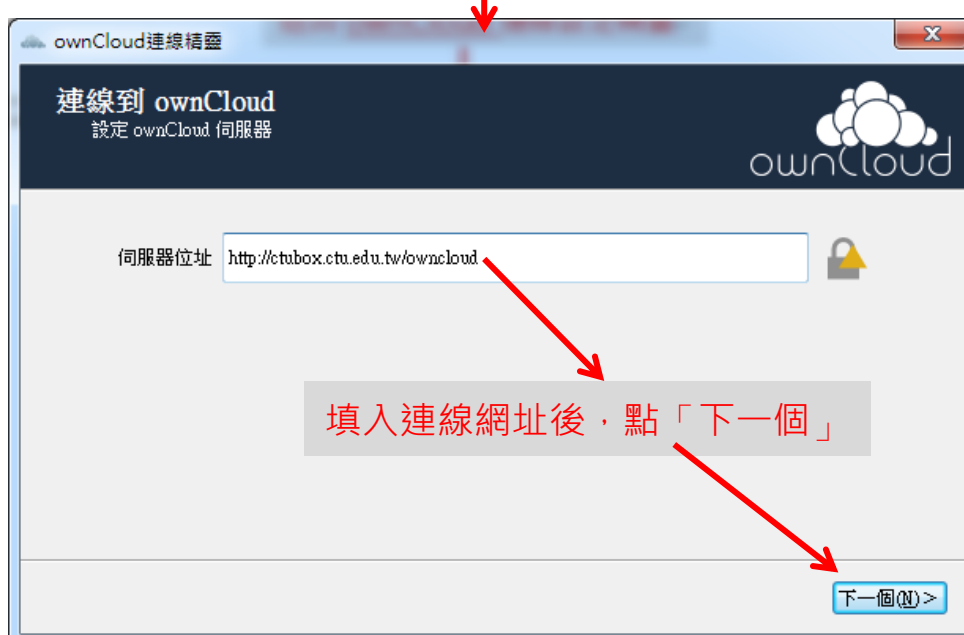 ownCloud連線精靈
連線到 ownCloud
設定 ownCloud 伺服器
ownCloud
伺服器位址 http://ctubox.ctu.edu.tw/owncloud
填入連線網址後，點「下一個」
下一個(N) >